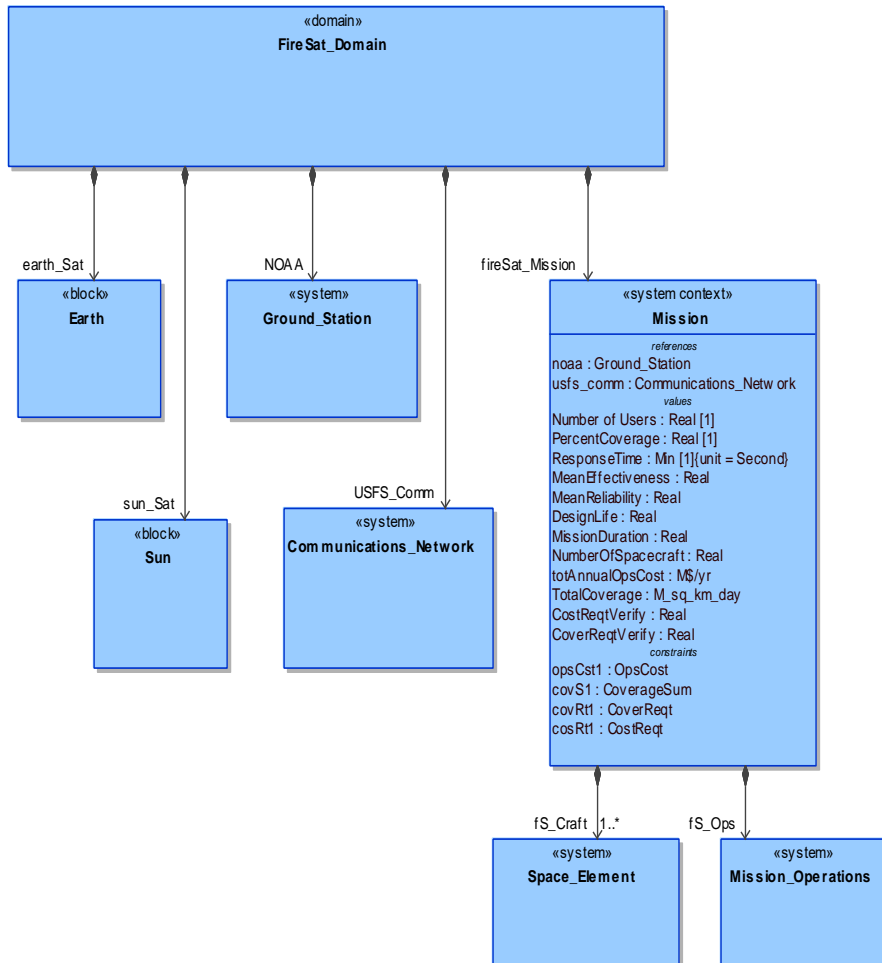 «domain»
FireSat_Domain
earth_Sat
NOAA
fireSat_Mission
«block»
Earth
«system»
Ground_Station
«system context»
Mission
references
noaa : Ground_Station
usfs_comm : Communications_Network
values
Number of Users : Real [1]
PercentCoverage : Real [1]
ResponseTime : Min [1]{unit = Second}
MeanEffectiveness : Real
MeanReliability : Real
DesignLife : Real
MissionDuration : Real
NumberOfSpacecraft : Real
totAnnualOpsCost : M$/yr
TotalCoverage : M_sq_km_day
CostReqtVerify : Real
CoverReqtVerify : Real
constraints
opsCst1 : OpsCost
covS1 : CoverageSum
covRt1 : CoverReqt
cosRt1 : CostReqt
sun_Sat
USFS_Comm
«block»
Sun
«system»
Communications_Network
fS_Craft 1..*
fS_Ops
«system»
Space_Element
«system»
Mission_Operations